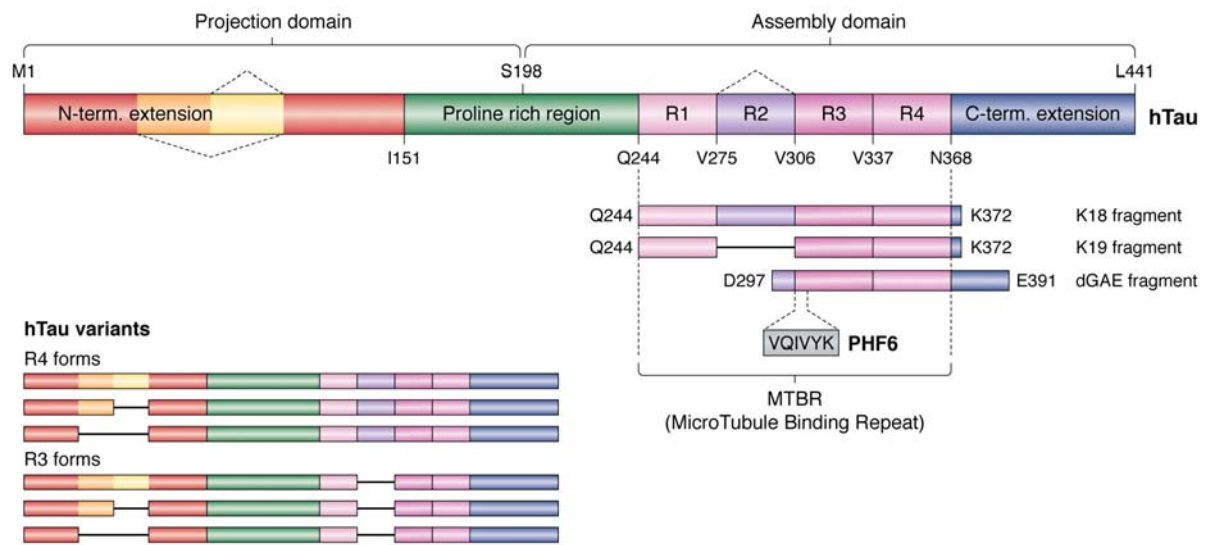 Projection domain
Assembly domain
M1
S198
L441
N-term. extension
Proline rich region
R1
R2
R3
R4
C-term. extension
hTau
I151
Q244
V275
V306
V337
N368
Q244
K372
K18 fragment
Q244
K372
K19 fragment
D297
E391
dGAE fragment
VQIVYK
PHF6
MTBR
(MicroTubule Binding Repeat)
hTau variants
R4 forms
R3 forms